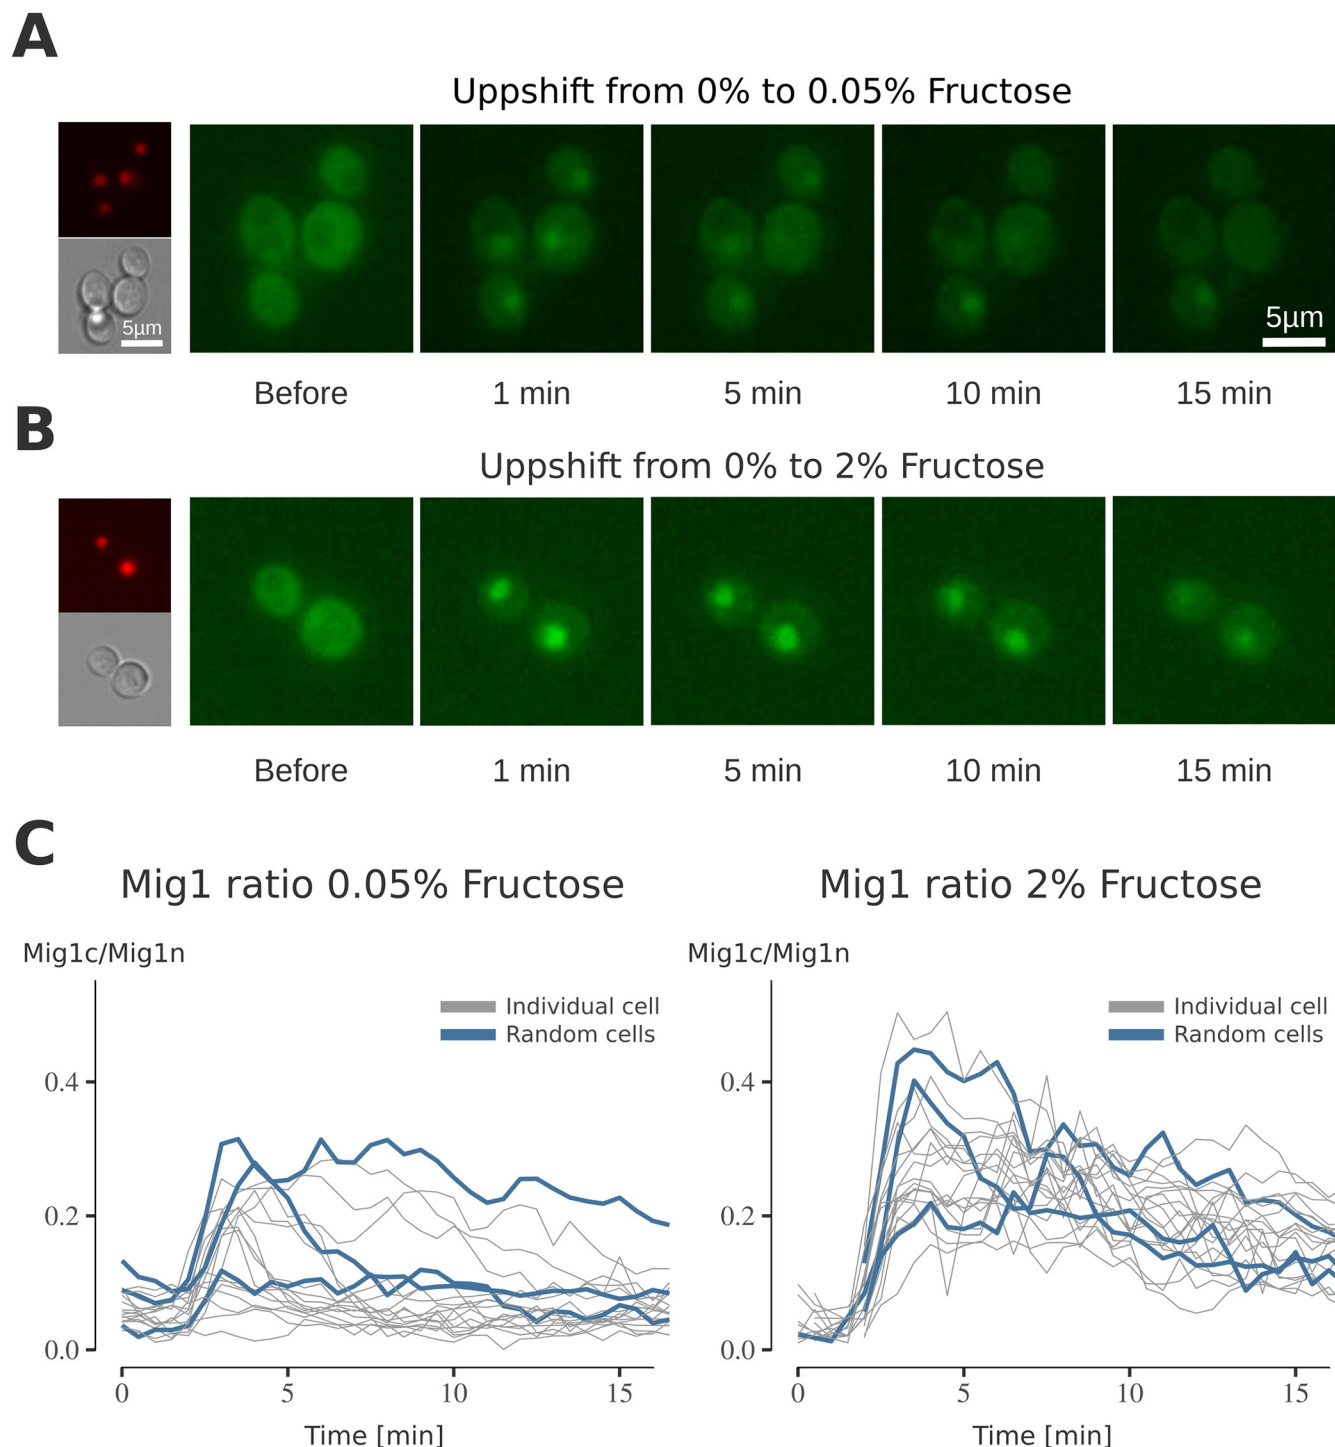 A
Uppshift from 0% to 0.05% Fructose
5µm
5µm
Before 1 min 5 min 10 min 15 min
B
Uppshift from 0% to 2% Fructose
Before 1 min 5 min 10 min 15 min
C
Mig1 ratio 0.05% Fructose
Mig1c/Mig1n
Individual cell
Random cells
0.4
0.2
0.0
0 5 10 15
Time [min]
Mig1 ratio 2% Fructose
Mig1c/Mig1n
Individual cell
Random cells
0.4
0.2
0.0
0 5 10 15
Time [min]